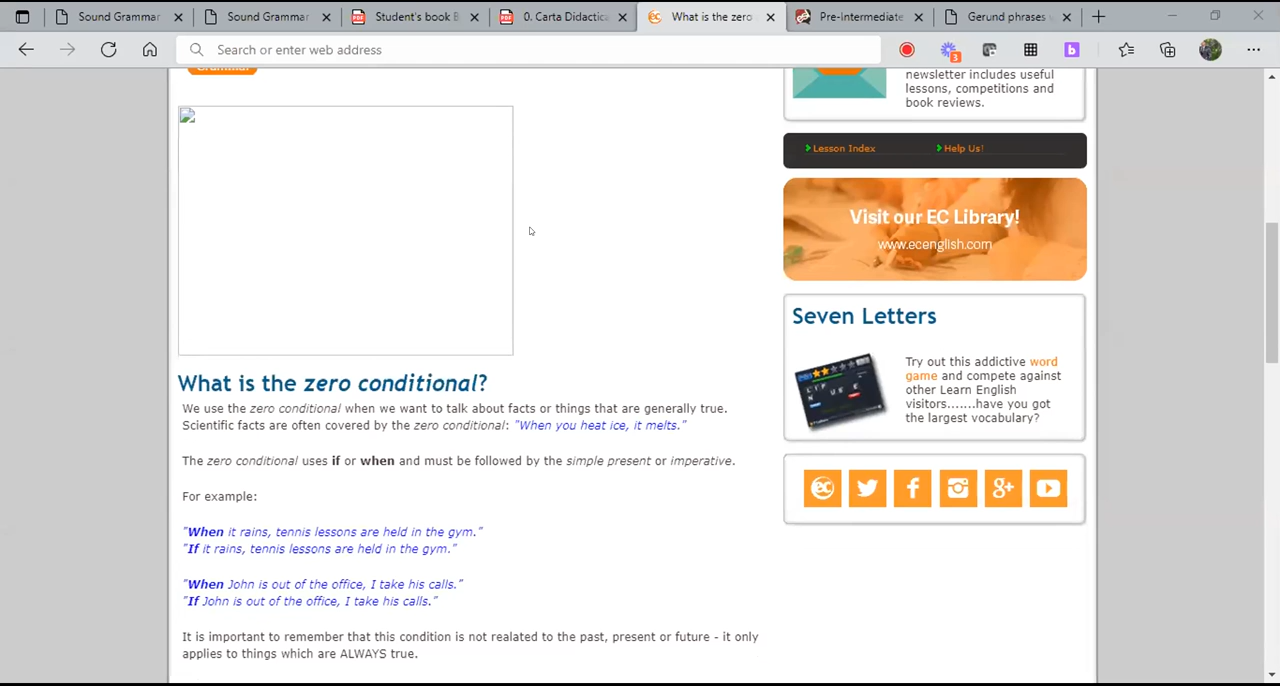 Sound Grammar
Sound Grammar
Student's book B
0. Carta Didactica
What is the zero
Pre-Intermediate
Gerund phrases
Search or enter web address
3
b
newsletter includes useful
lessons, competitions and
book reviews.
Lesson Index
Help Us!
Visit our EC Library!
www.ecenglish.com
Seven Letters
Try out this addictive word
game and compete against
other Learn English
visitors.......have you got
the largest vocabulary?
ec
What is the zero conditional?
We use the zero conditional when we want to talk about facts or things that are generally true.
Scientific facts are often covered by the zero conditional: "When you heat ice, it melts."
The zero conditional uses if or when and must be followed by the simple present or imperative.
For example:
"When it rains, tennis lessons are held in the gym."
"If it rains, tennis lessons are held in the gym."
"When John is out of the office, I take his calls."
"If John is out of the office, I take his calls."
It is important to remember that this condition is not realated to the past, present or future - it only
applies to things which are ALWAYS true.